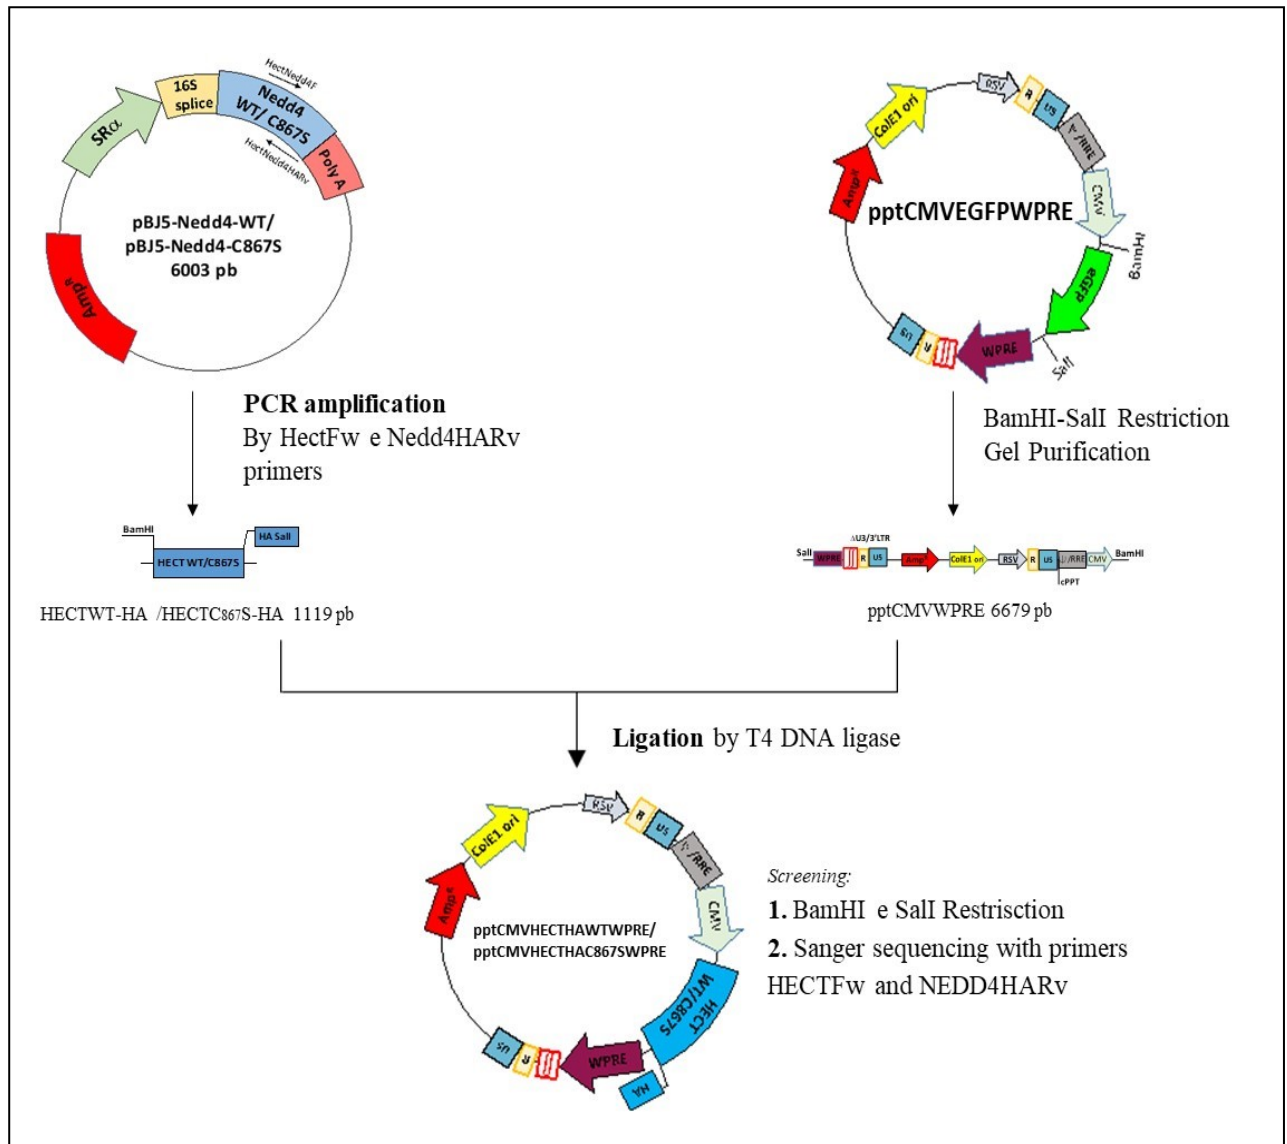 HectNedd4F
16S
splice
Nedd4
WT/ C867S
SRα
HectNedd4HARv
Poly A
pBJ5-Nedd4-WT/
pBJ5-Nedd4-C867S
6003 pb
Ampᴿ
RSV
R
U5
/RRE
ColE1 ori
CMV
Ampᴿ
pptCMVEGFPWPRE
BamHI
eGFP
SalI
WPRE
R
U5
PCR amplification
By HectFw e Nedd4HARv
primers
BamHI-SalI Restriction
Gel Purification
BamHI
HA SalI
HECT WT/C867S
ΔU3/3'LTR
SalI
WPRE
R
U5
Ampᴿ
ColE1 ori
RSV
R
U5
/RRE
CMV
BamHI
cPPT
HECTWT-HA /HECTC867S-HA 1119 pb
pptCMVWPRE 6679 pb
Ligation by T4 DNA ligase
RSV
R
U5
/RRE
ColE1 ori
CMV
Ampᴿ
pptCMVHECTHAWTWPRE/
pptCMVHECTHAC867SWPRE
HECT
WT/C867S
WPRE
HA
R
U5
Screening:
1. BamHI e SalI Restrisction
2. Sanger sequencing with primers
HECTFw and NEDD4HARv